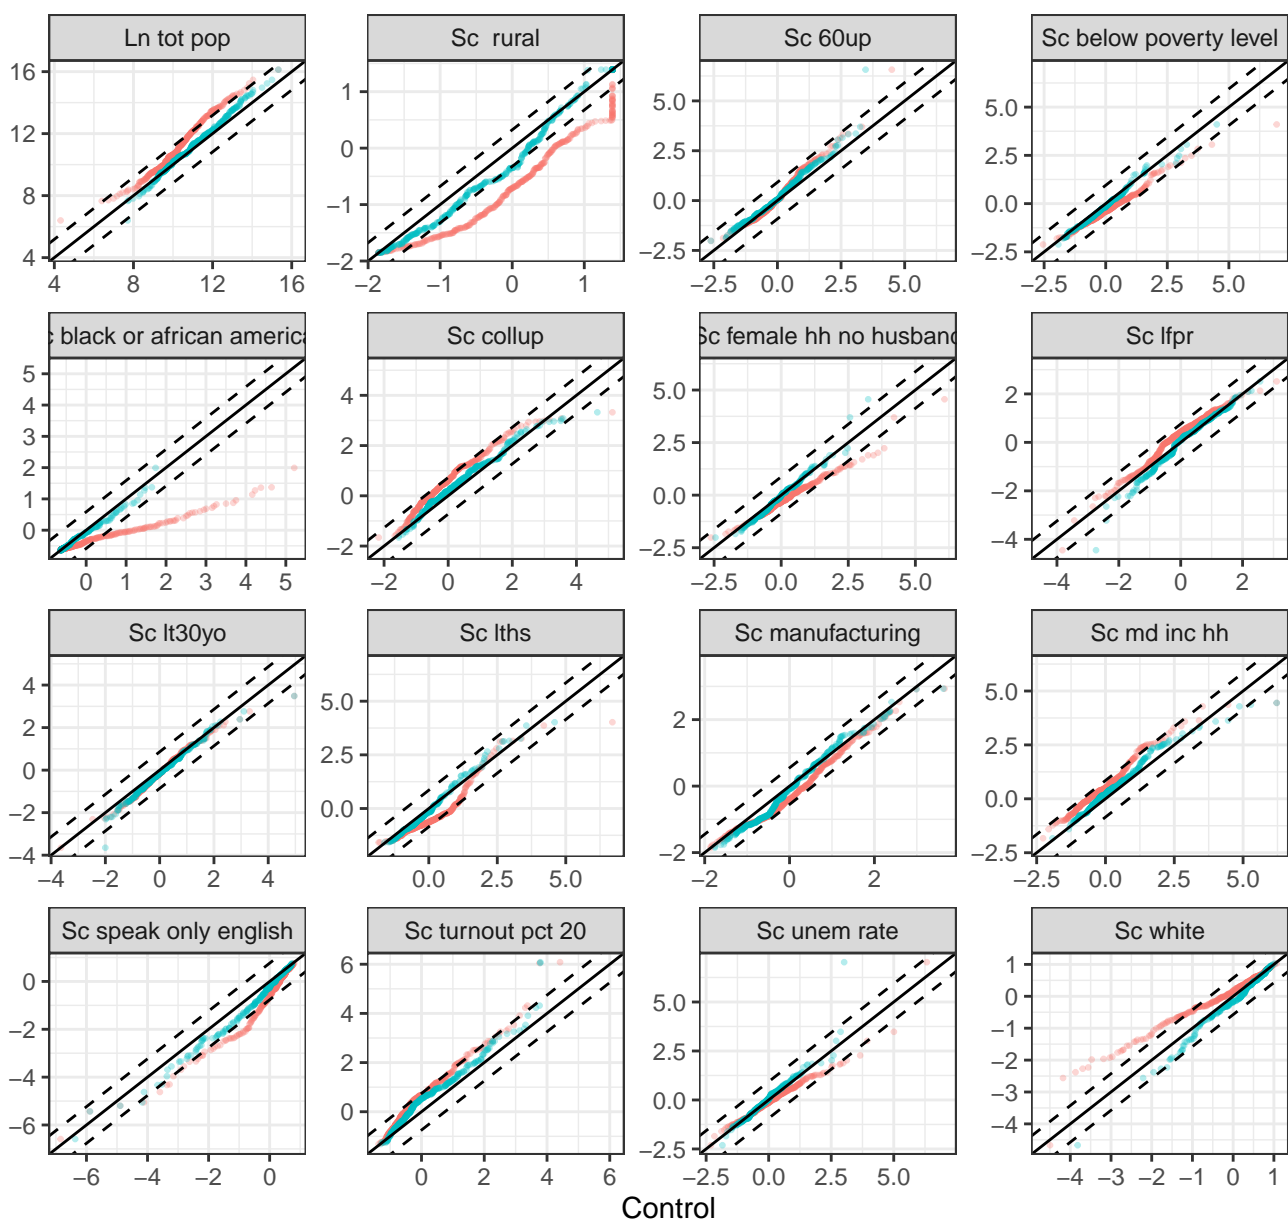 Ln tot pop
Sc rural
Sc 60up
Sc below poverty level
16
12
8
4
4 8 12 16
1
0
−1
−2
−2 −1 0 1
5.0
2.5
0.0
−2.5
−2.5 0.0 2.5 5.0
5.0
2.5
0.0
−2.5
−2.5 0.0 2.5 5.0
c black or african america
Sc collup
Sc female hh no husband
Sc lfpr
5
4
3
2
1
0
0 1 2 3 4 5
4
2
0
−2
−2 0 2 4
5.0
2.5
0.0
−2.5
−2.5 0.0 2.5 5.0
2
0
−2
−4
−4 −2 0 2
Sc lt30yo
Sc lths
Sc manufacturing
Sc md inc hh
4
2
0
−2
−4
−4 −2 0 2 4
5.0
2.5
0.0
0.0 2.5 5.0
2
0
−2
−2 0 2
5.0
2.5
0.0
−2.5
−2.5 0.0 2.5 5.0
Sc speak only english
Sc turnout pct 20
Sc unem rate
Sc white
0
−2
−4
−6
−6 −4 −2 0
6
4
2
0
0 2 4 6
5.0
2.5
0.0
−2.5
−2.5 0.0 2.5 5.0
1
0
−1
−2
−3
−4
−4 −3 −2 −1 0 1
Control